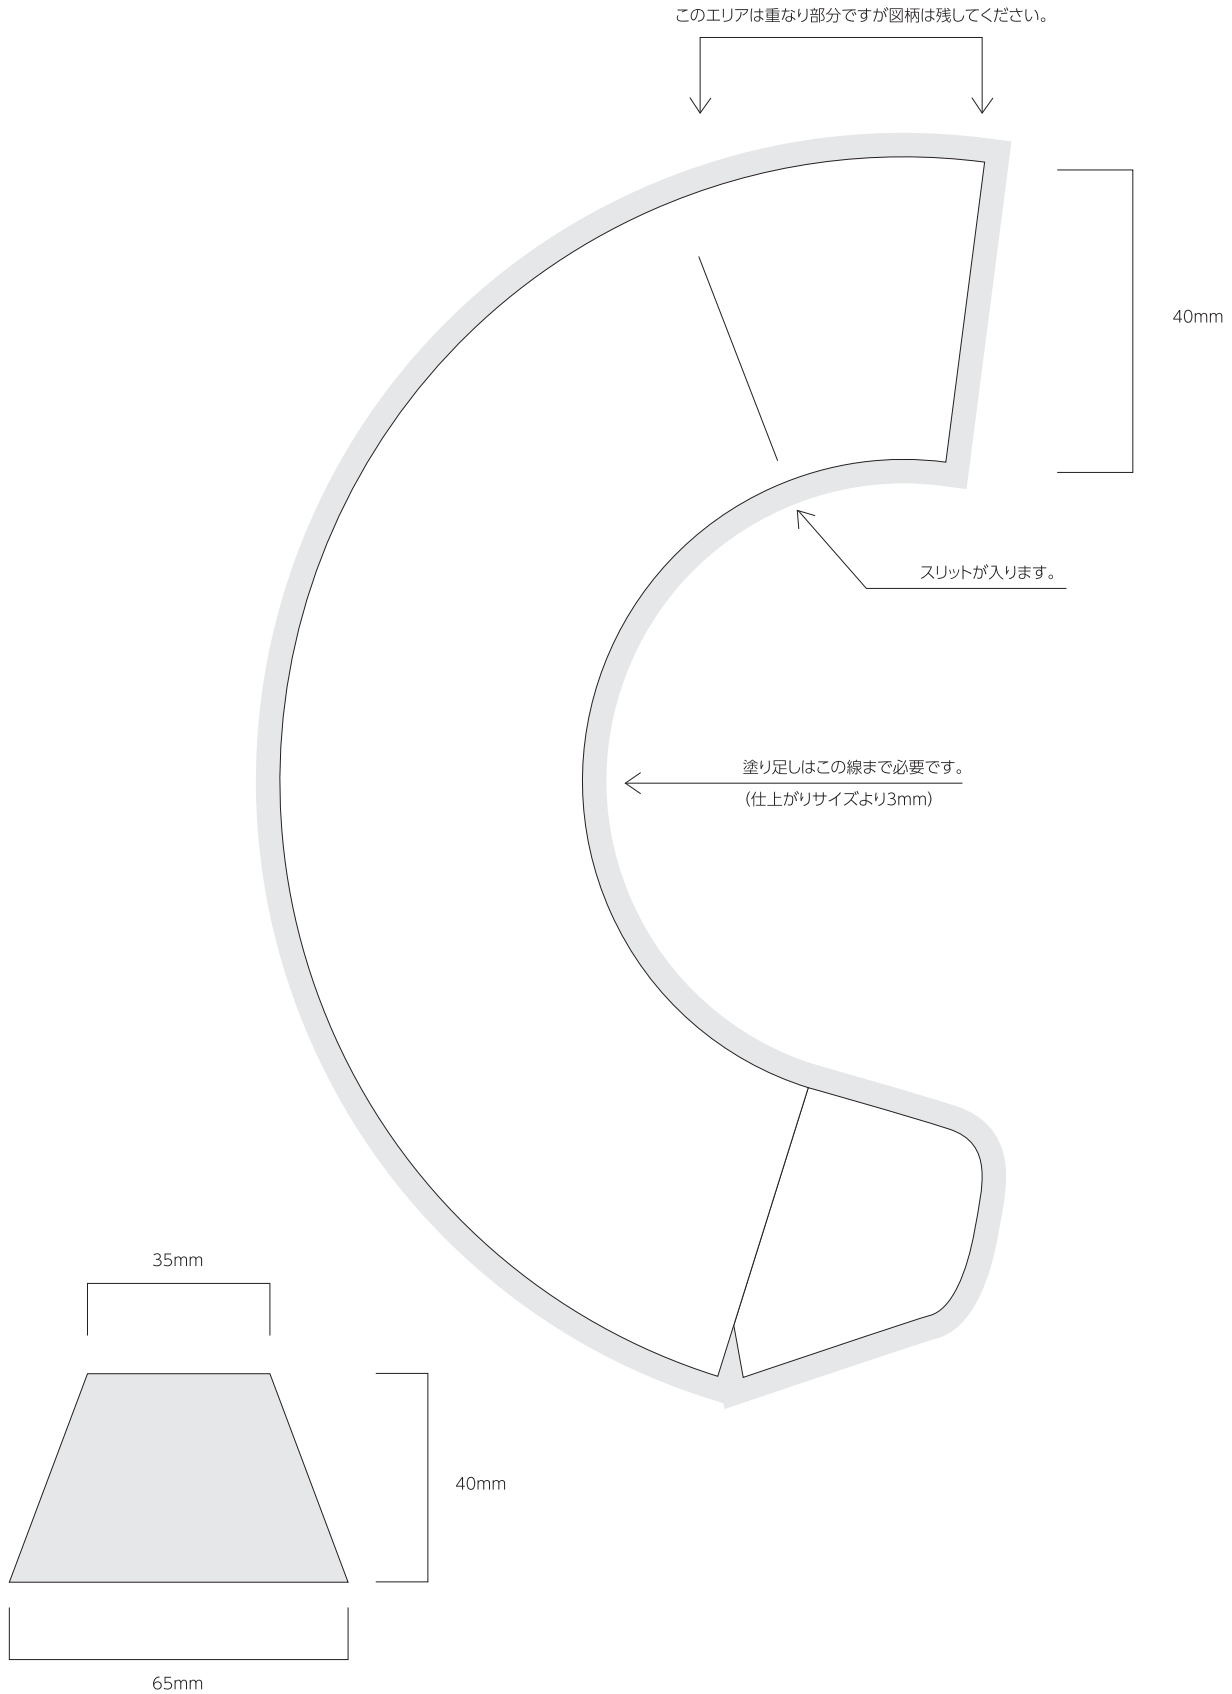 このエリアは重なり部分ですが図柄は残してください。
40mm
スリットが入ります。
塗り足しはこの線まで必要です。
（仕上がりサイズより3mm）
35mm
40mm
65mm